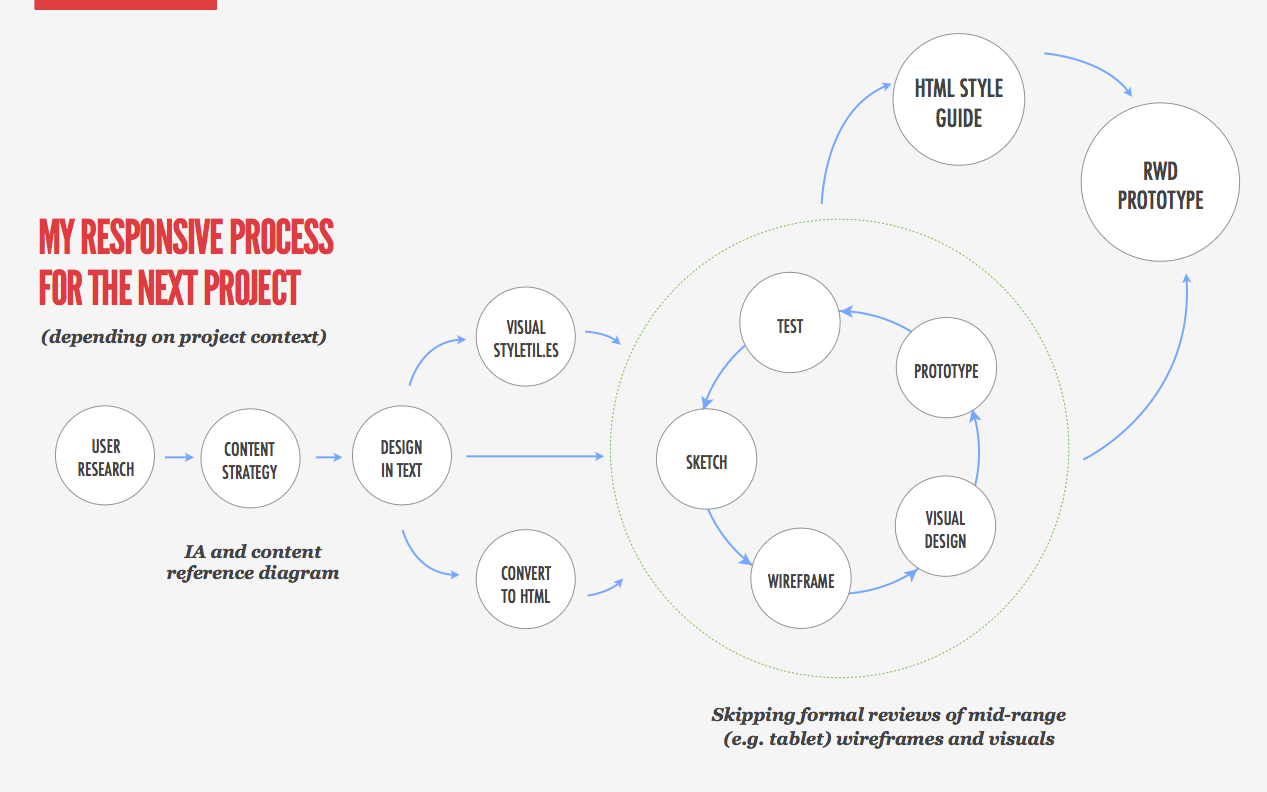 MY RESPONSIVE PROCESS
FOR THE NEXT PROJECT
(depending on project context)
USER
RESEARCH
CONTENT
STRATEGY
IA and content
reference diagram
DESIGN
IN TEXT
VISUAL
STYLETIL.ES
CONVERT
TO HTML
TEST
SKETCH
WIREFRAME
VISUAL
DESIGN
PROTOTYPE
Skipping formal reviews of mid-range
(e.g. tablet) wireframes and visuals
HTML STYLE
GUIDE
RWD
PROTOTYPE